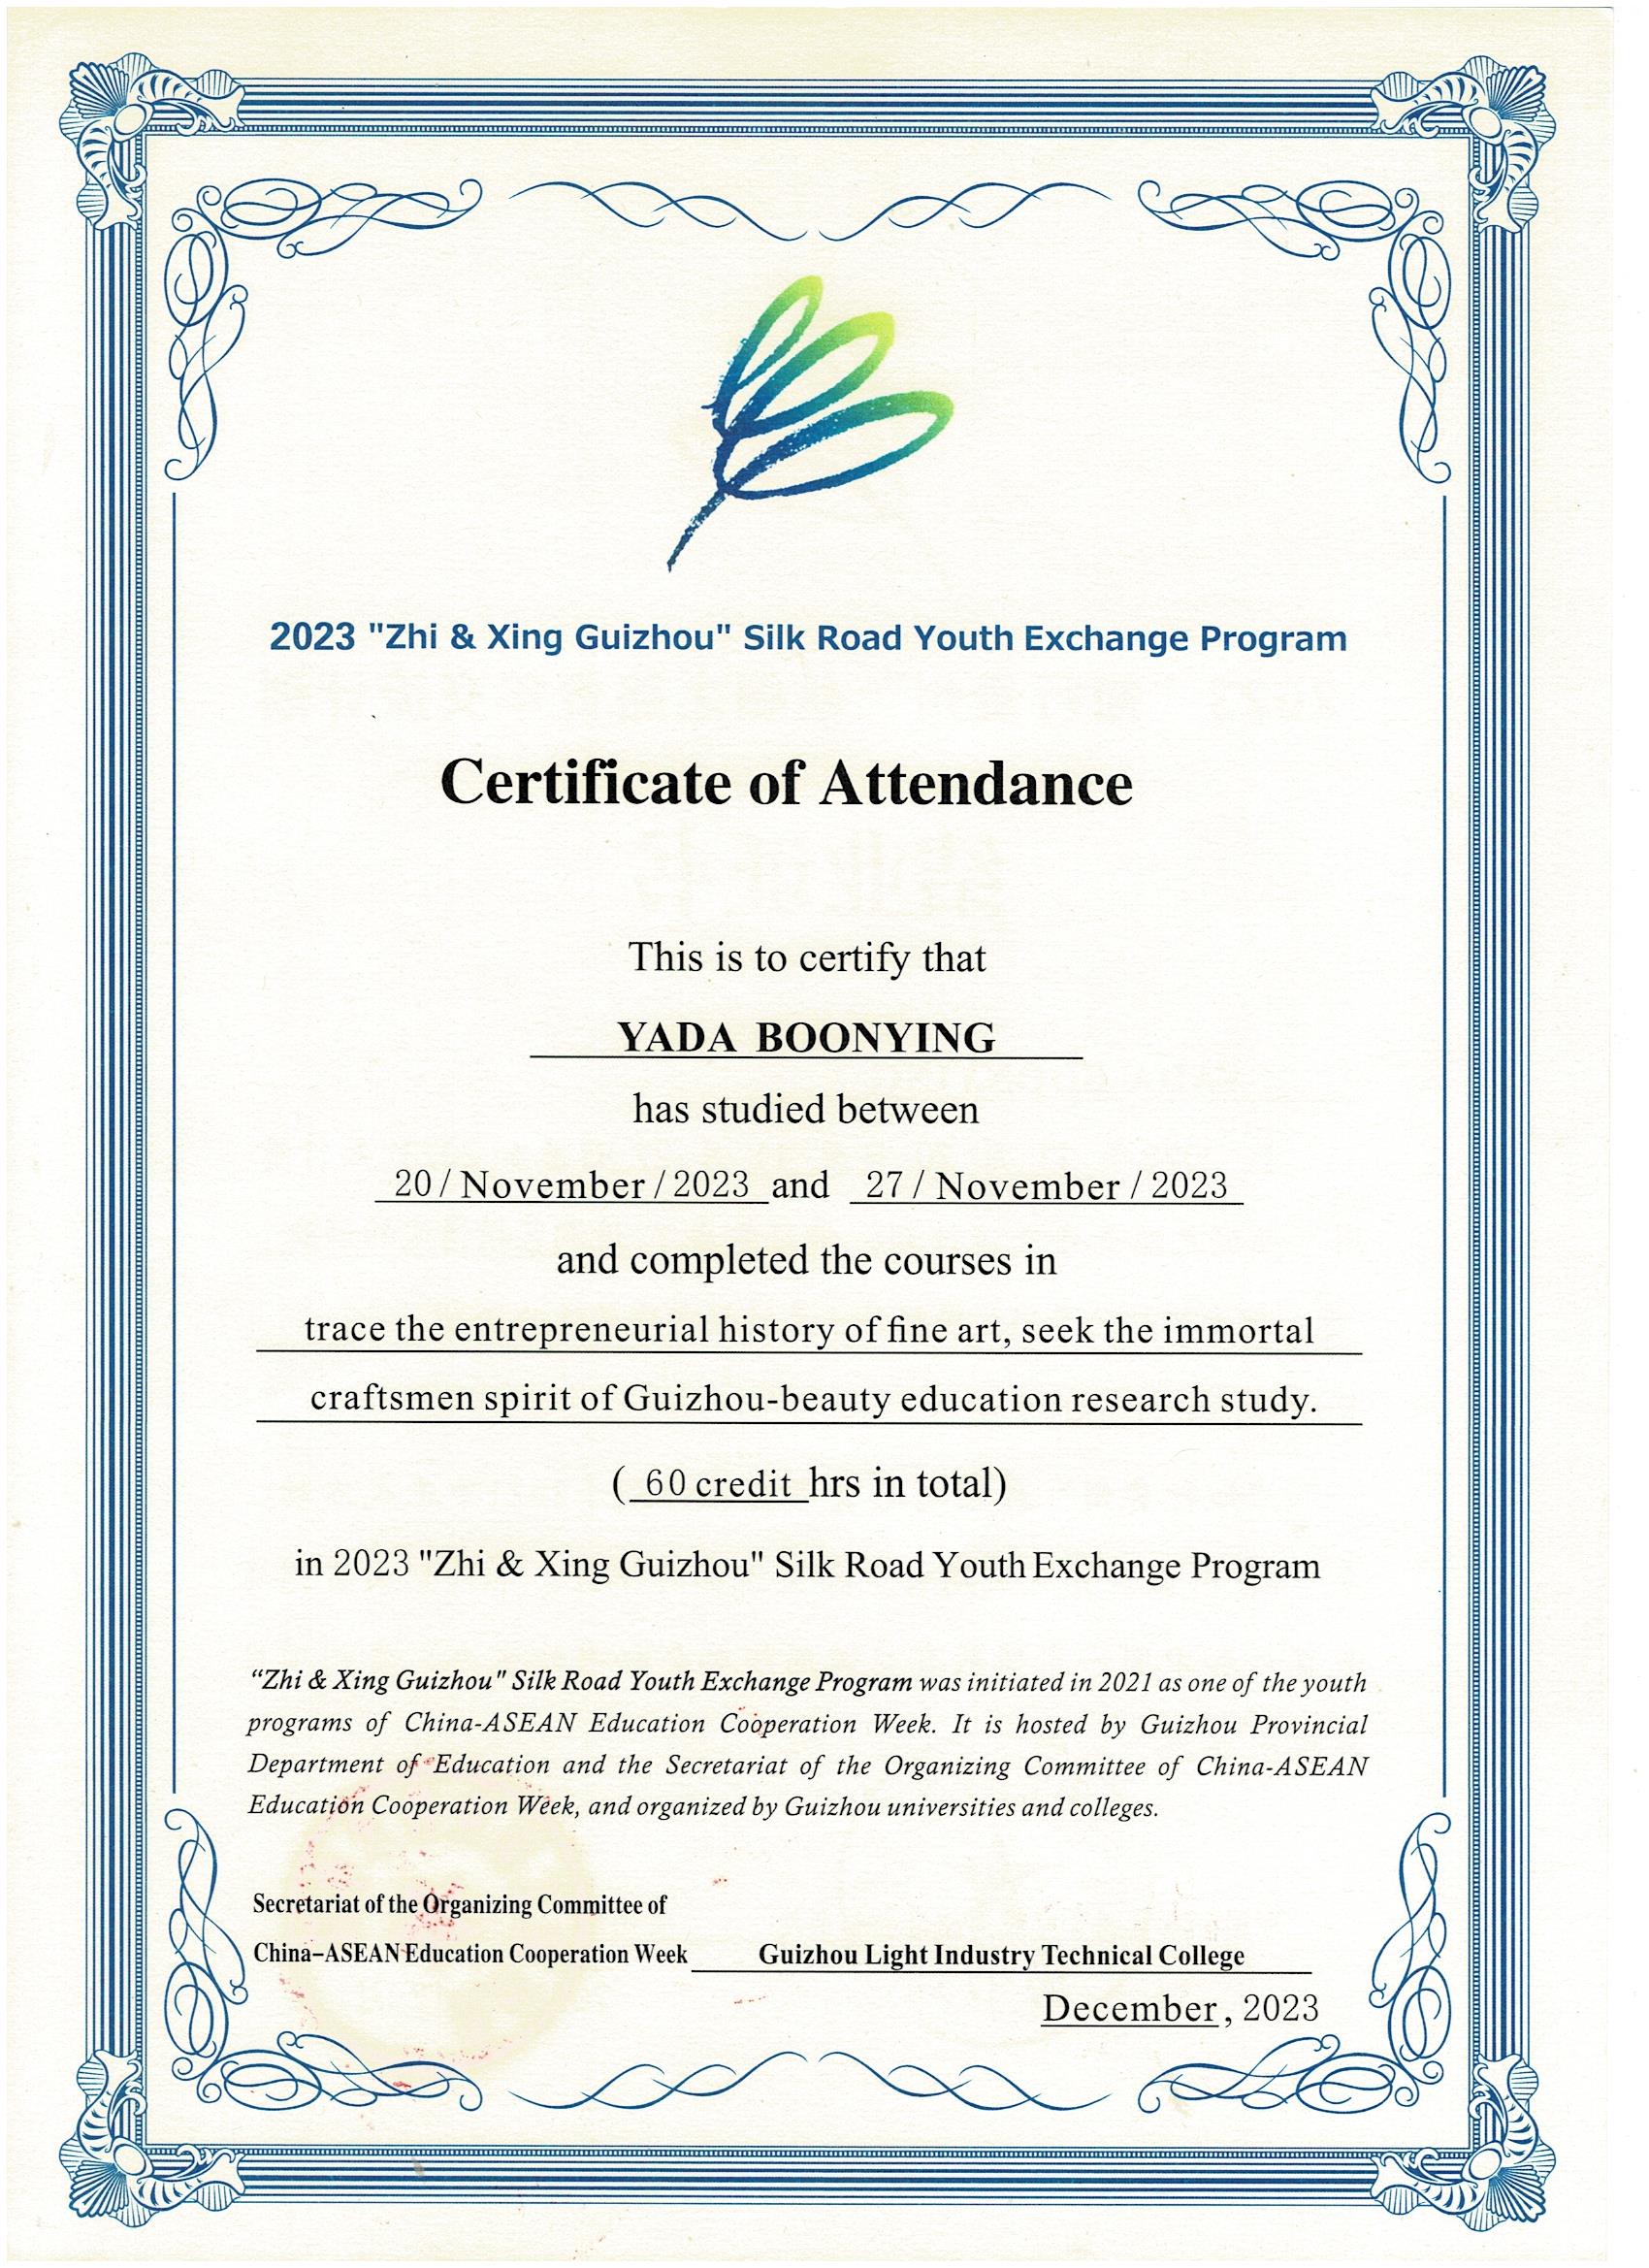 2023 "Zhi & Xing Guizhou" Silk Road Youth Exchange Program
Certificate of Attendance
This is to certify that
YADA BOONYING
has studied between
20 / November / 2023 and 27 / November / 2023
and completed the courses in
trace the entrepreneurial history of fine art, seek the immortal
craftsmen spirit of Guizhou-beauty education research study.
( 60 credit hrs in total)
in 2023 "Zhi & Xing Guizhou" Silk Road Youth Exchange Program
“Zhi & Xing Guizhou" Silk Road Youth Exchange Program was initiated in 2021 as one of the youth
programs of China-ASEAN Education Cooperation Week. It is hosted by Guizhou Provincial
Department of Education and the Secretariat of the Organizing Committee of China-ASEAN
Education Cooperation Week, and organized by Guizhou universities and colleges.
Secretariat of the Organizing Committee of
China–ASEAN Education Cooperation Week Guizhou Light Industry Technical College
December, 2023